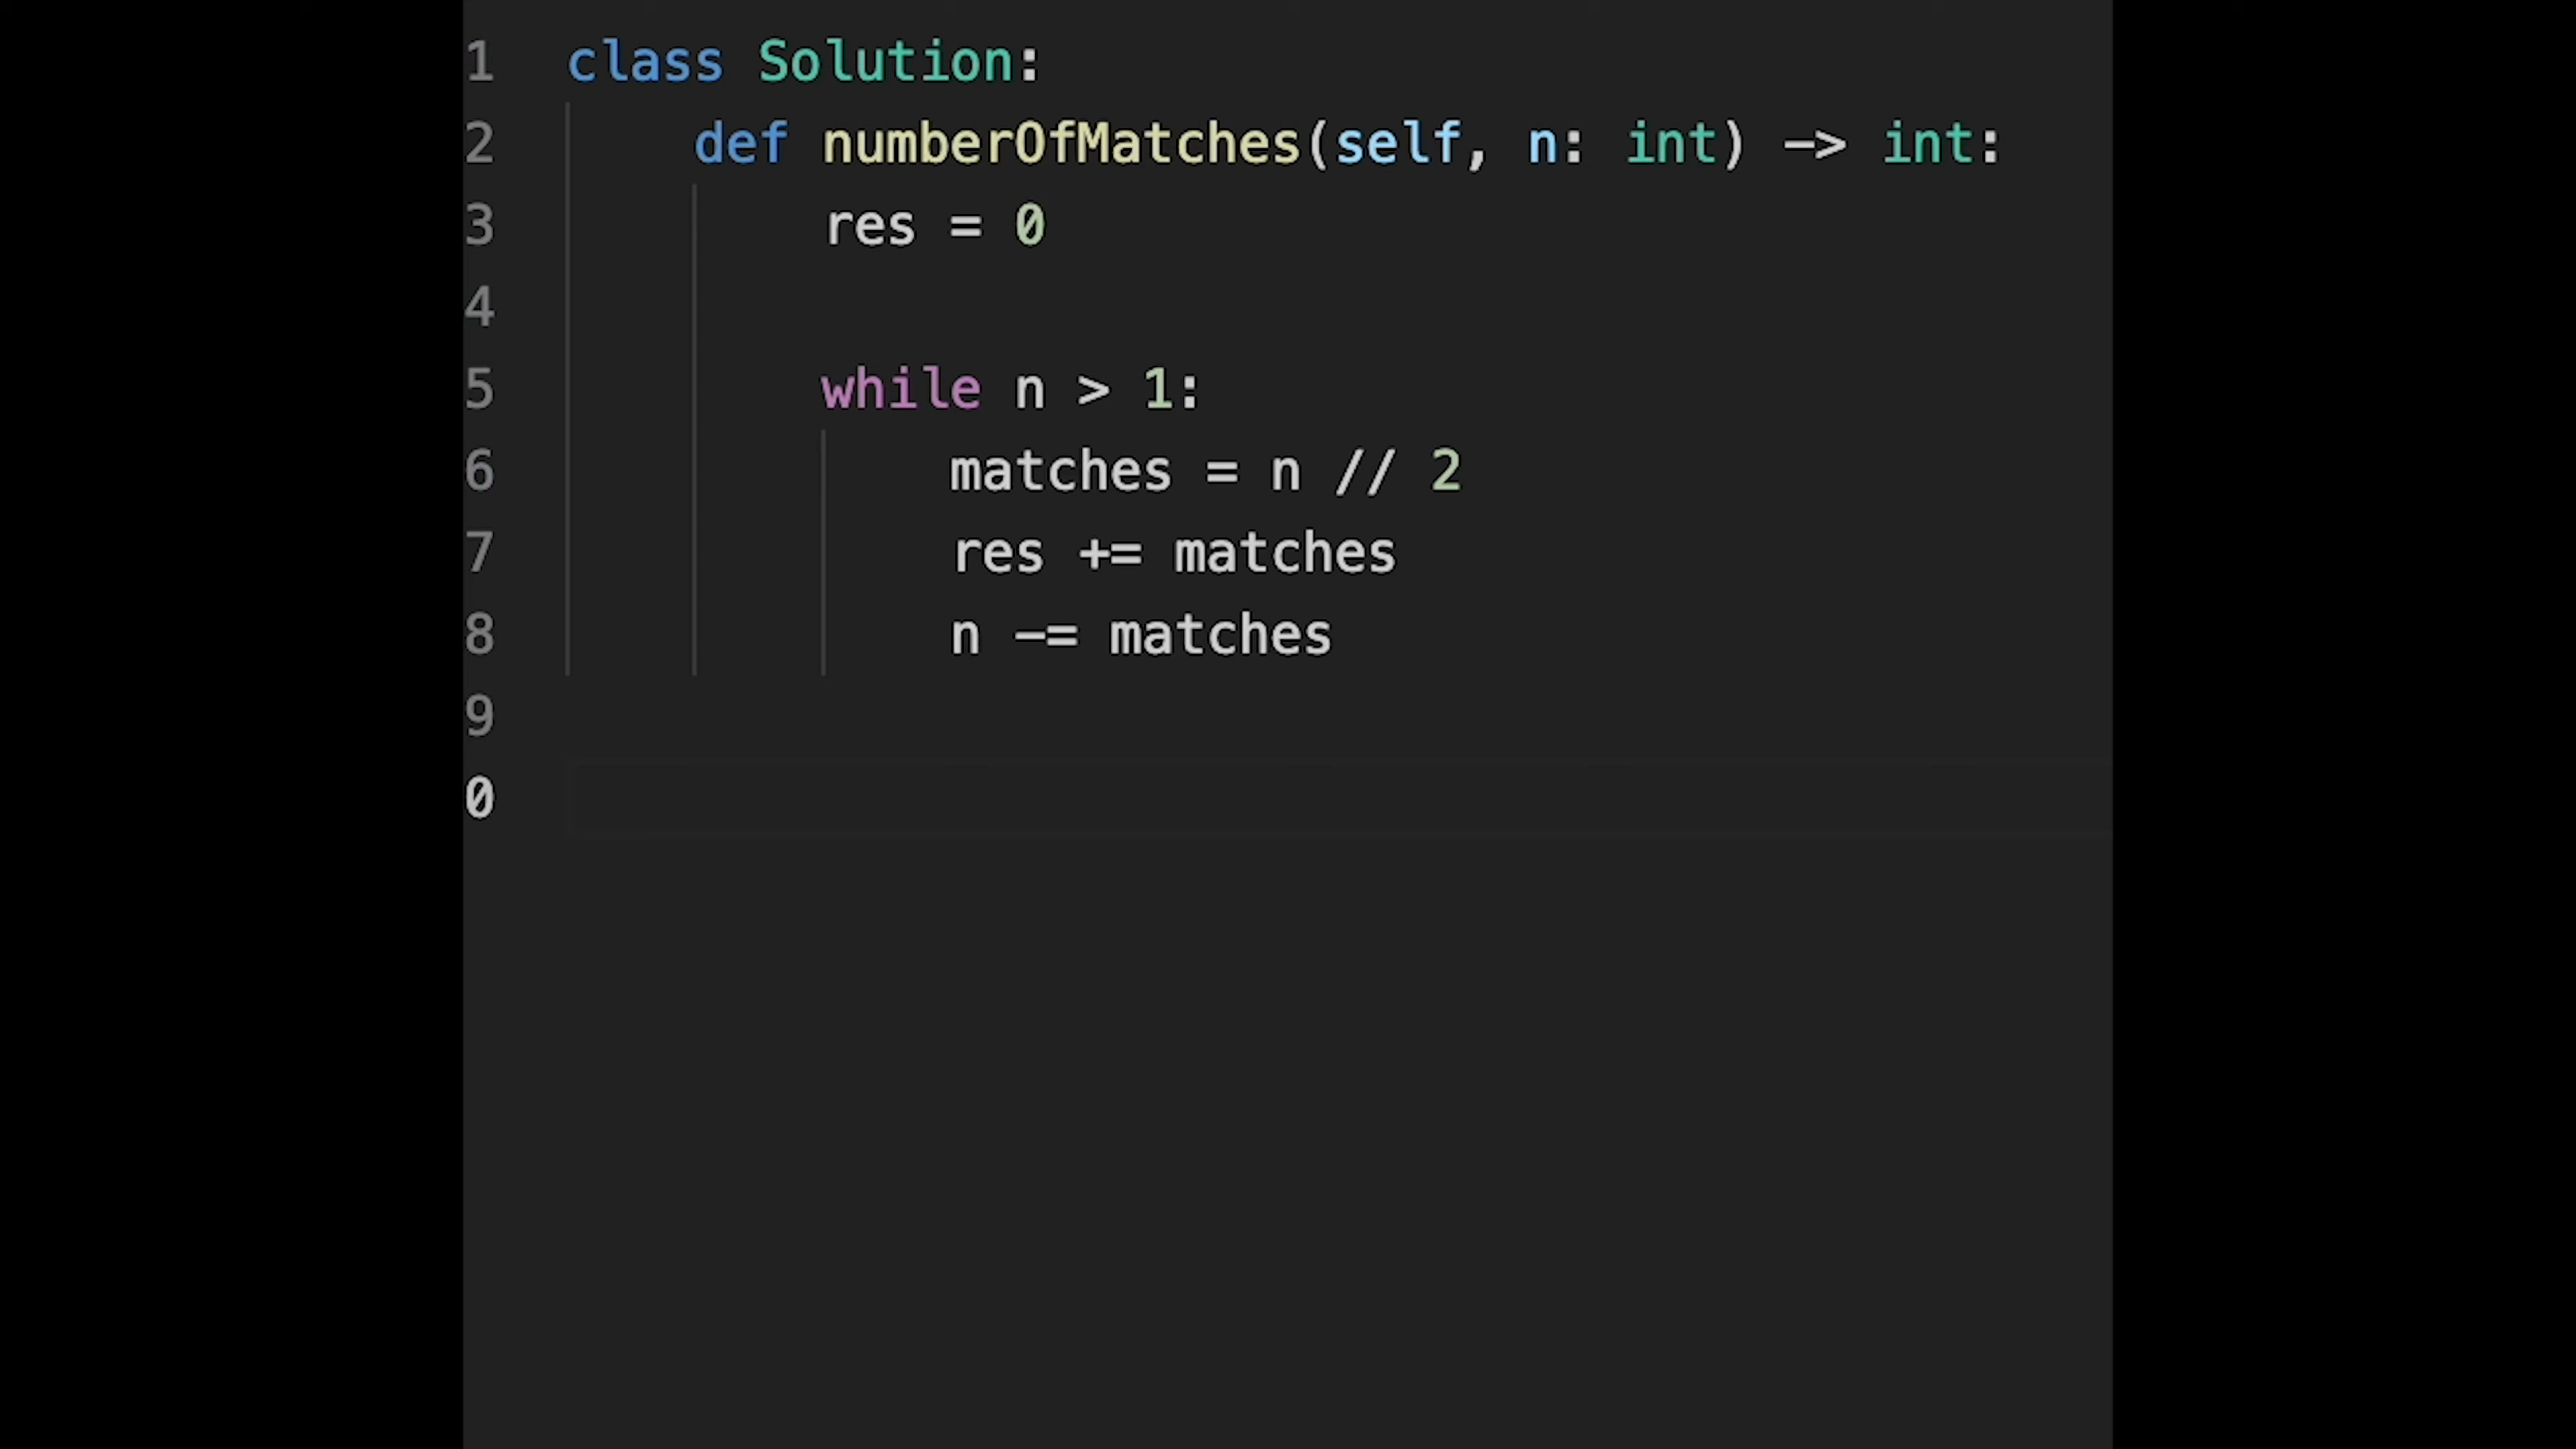 1 class Solution:
2 def numberOfMatches(self, n: int) -> int:
3 res = 0
4
5 while n > 1:
6 matches = n // 2
7 res += matches
8 n -= matches
9
0